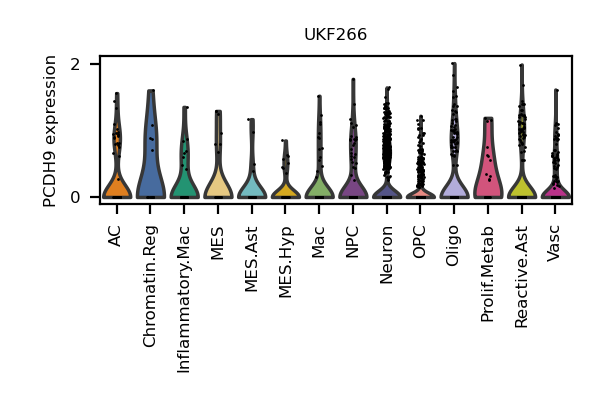 UKF266
PCDH9 expression
2
0
AC
Chromatin.Reg
Inflammatory.Mac
MES
MES.Ast
MES.Hyp
Mac
NPC
Neuron
OPC
Oligo
Prolif.Metab
Reactive.Ast
Vasc